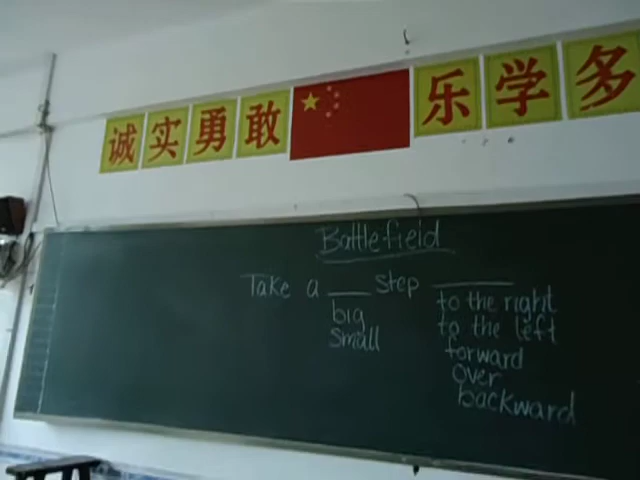 诚实勇敢 乐学多
Battlefield
Take a ___ step ______
big
small
to the right
to the left
forward
over
backward